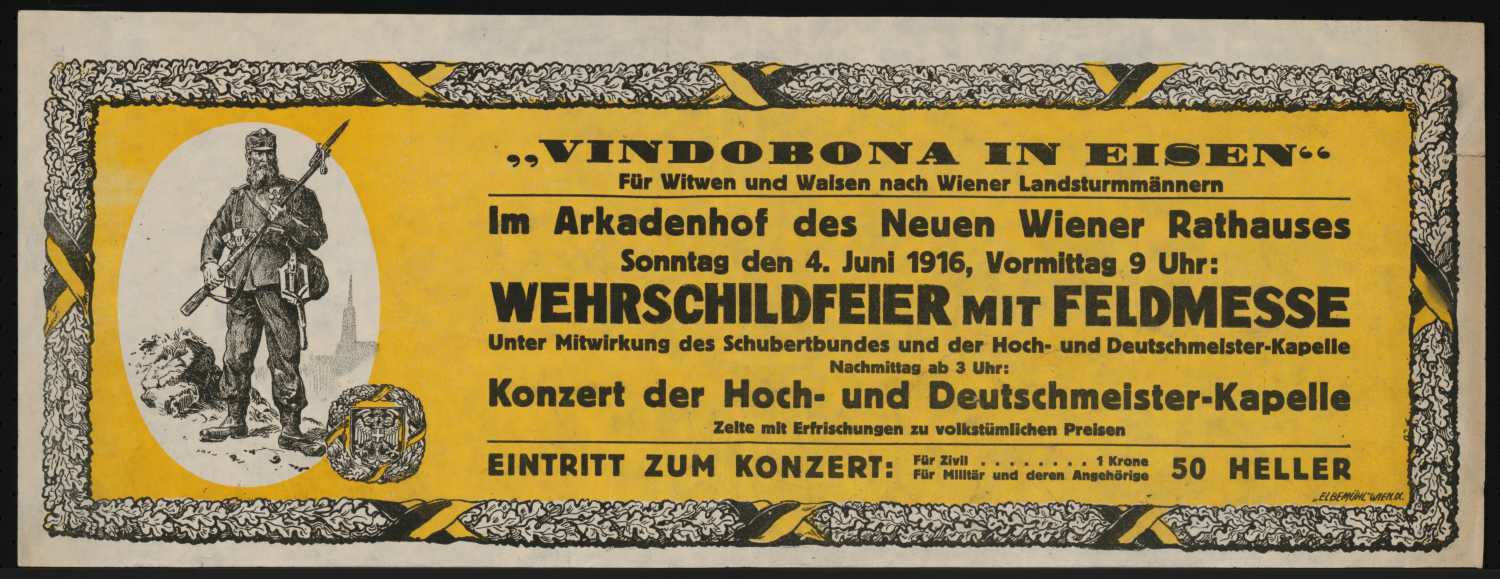 „VINDOBONA IN EISEN“
Für Witwen und Waisen nach Wiener Landsturmmännern
Im Arkadenhof des Neuen Wiener Rathauses
Sonntag den 4. Juni 1916, Vormittag 9 Uhr:
WEHRSCHILDFEIER MIT FELDMESSE
Unter Mitwirkung des Schubertbundes und der Hoch- und Deutschmeister-Kapelle
Nachmittag ab 3 Uhr:
Konzert der Hoch- und Deutschmeister-Kapelle
Zelte mit Erfrischungen zu volkstümlichen Preisen
EINTRITT ZUM KONZERT: Für Zivil . . . . . . . . 1 Krone
Für Militär und deren Angehörige 50 HELLER
„ELBEMÜHL“ WIEN. IX.